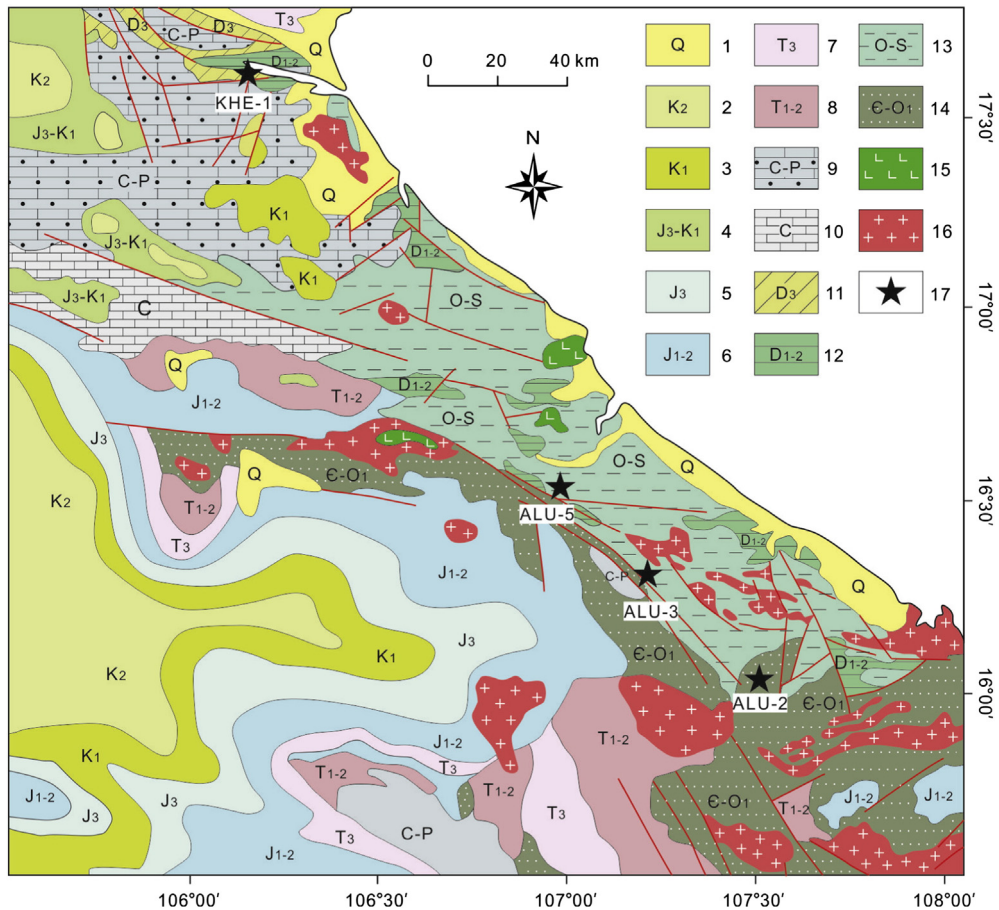 T3
D3
D3
C-P
Q
D1-2
K2
KHE-1
J3-K1
C-P
Q
K1
J3-K1
D1-2
K1
J3-K1
C
O-S
Q
D1-2
T1-2
J1-2
O-S
J3
Є-O1
O-S
Q
Q
K2
T1-2
ALU-5
T3
D1-2
J1-2
C-P
Q
ALU-3
J3
K1
Є-O1
D1-2
K2
ALU-2
Є-O1
T1-2
J1-2
K1
T3
T1-2
J1-2
J3
J3
T1-2
Є-O1
T1-2
J1-2
J1-2
T3
C-P
T3
J1-2
0 20 40 km
N
Q 1
K2 2
K1 3
J3-K1 4
J3 5
J1-2 6
T3 7
T1-2 8
C-P 9
C 10
D3 11
D1-2 12
O-S 13
Є-O1 14
15
16
17
17°30′
17°00′
16°30′
16°00′
106°00′ 106°30′ 107°00′ 107°30′ 108°00′